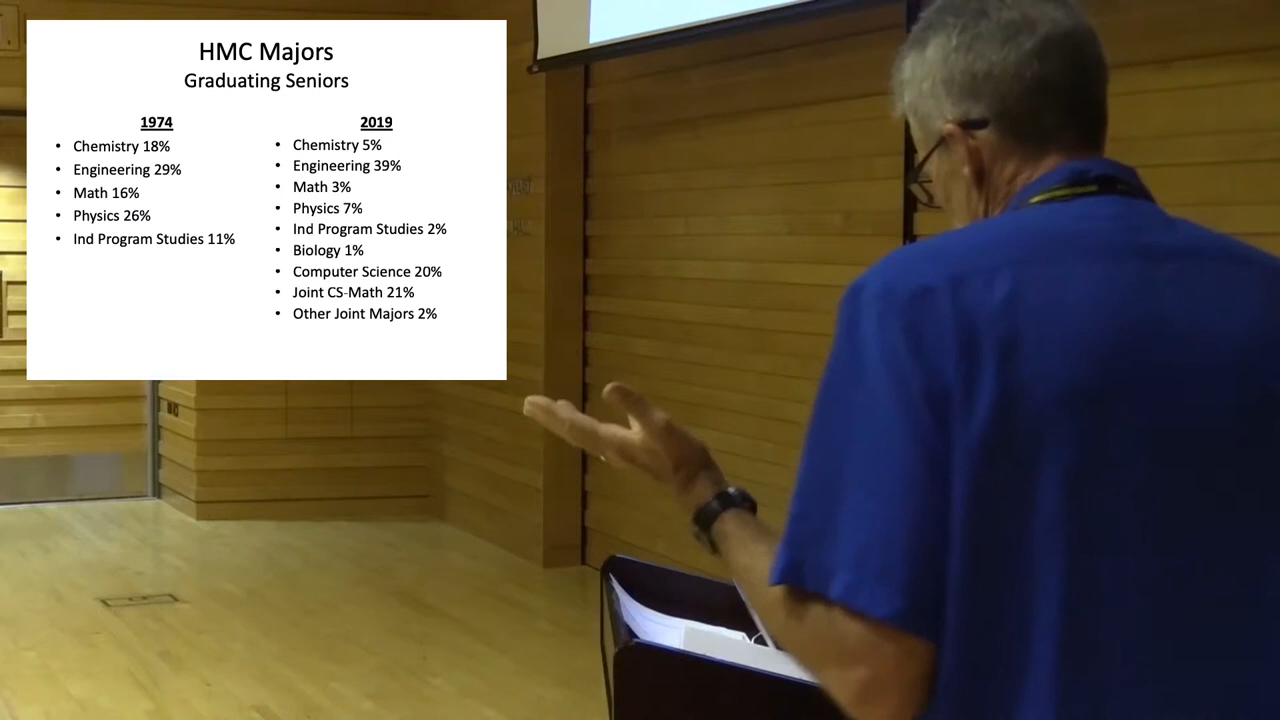 HMC Majors
Graduating Seniors
1974
• Chemistry 18%
• Engineering 29%
• Math 16%
• Physics 26%
• Ind Program Studies 11%
2019
• Chemistry 5%
• Engineering 39%
• Math 3%
• Physics 7%
• Ind Program Studies 2%
• Biology 1%
• Computer Science 20%
• Joint CS-Math 21%
• Other Joint Majors 2%